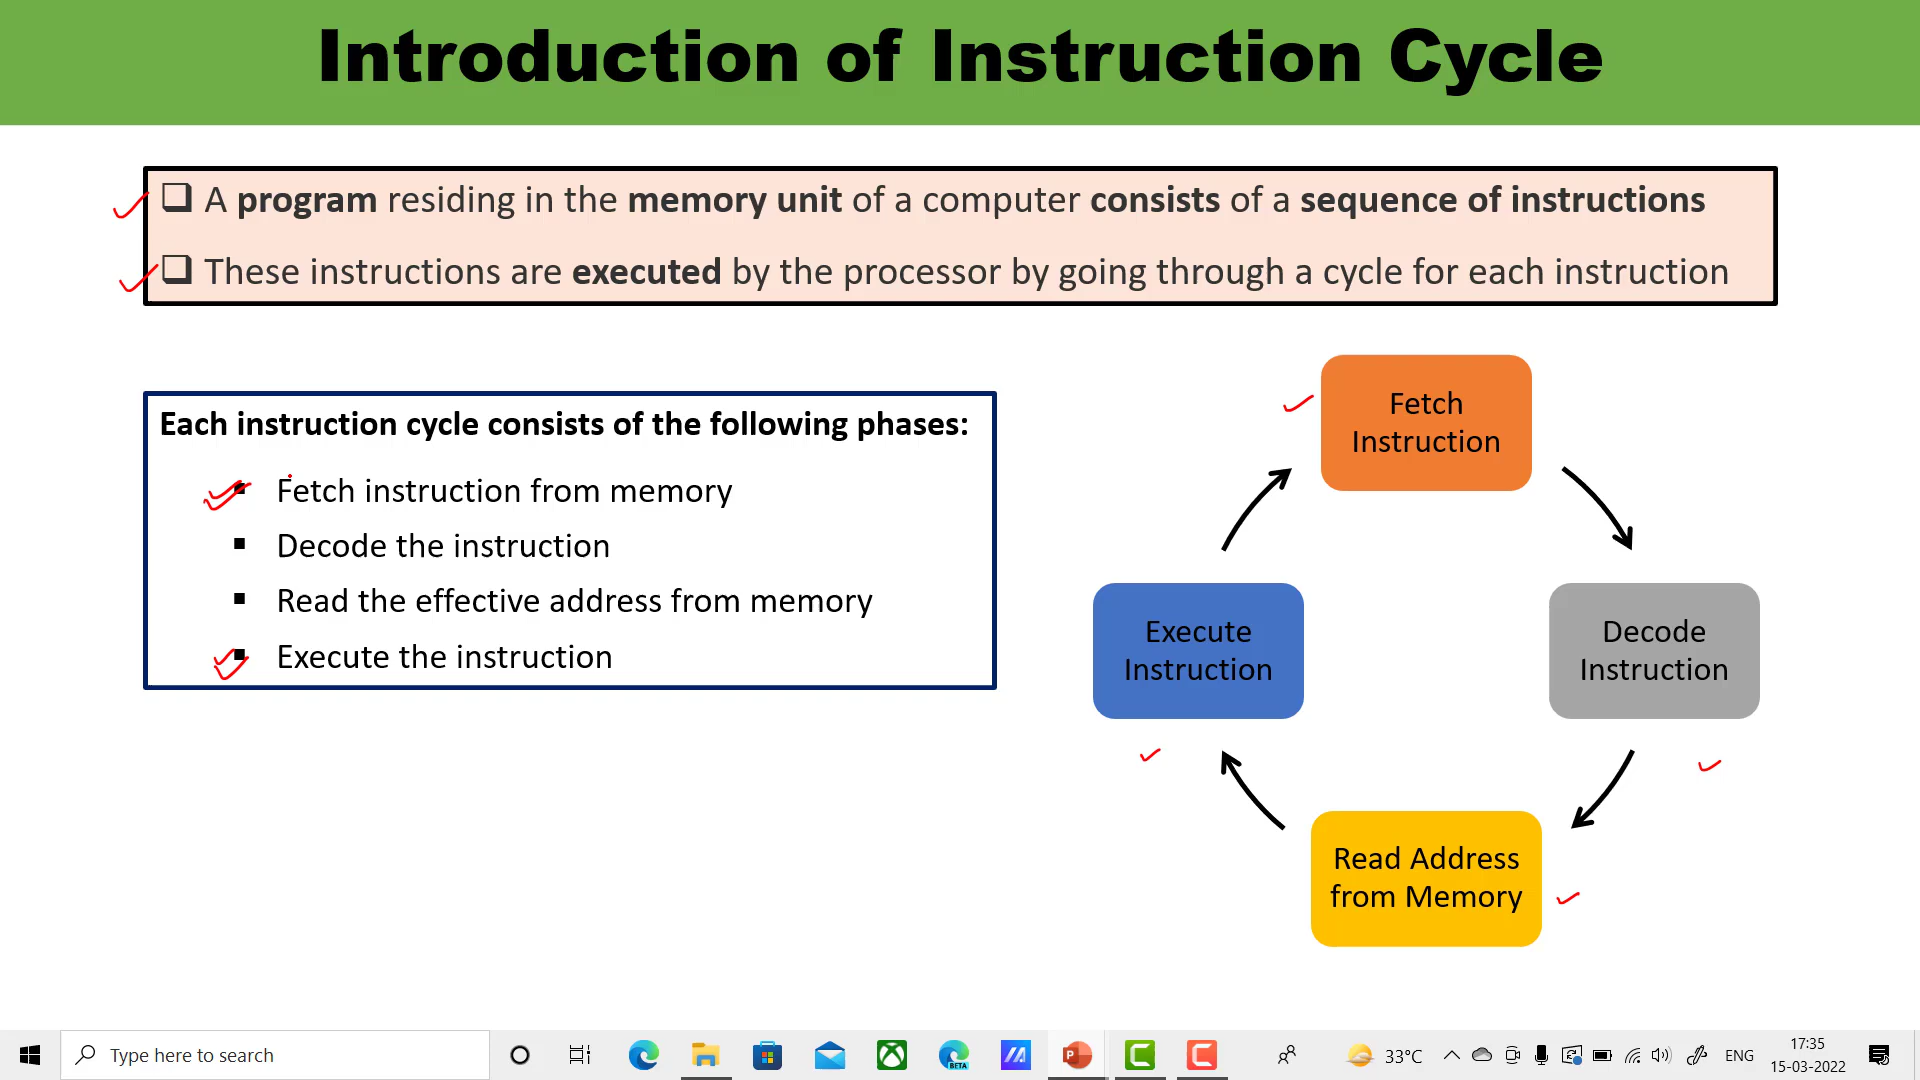 Introduction of Instruction Cycle
A program residing in the memory unit of a computer consists of a sequence of instructions
These instructions are executed by the processor by going through a cycle for each instruction
Each instruction cycle consists of the following phases:
Fetch instruction from memory
Decode the instruction
Read the effective address from memory
Execute the instruction
Fetch
Instruction
Decode
Instruction
Read Address
from Memory
Execute
Instruction
Type here to search
BETA
P
33°C
ENG
17:35
15-03-2022